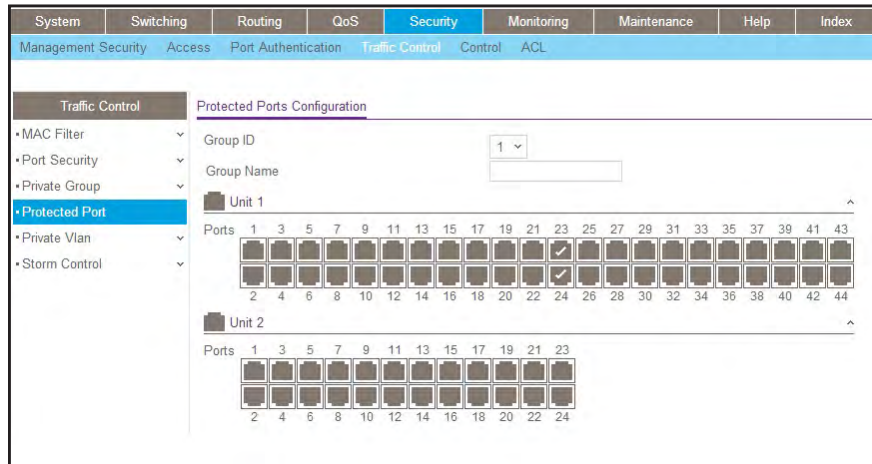 System Switching Routing QoS Security Monitoring Maintenance Help Index
Management Security Access Port Authentication Traffic Control Control ACL
Traffic Control
MAC Filter
Port Security
Private Group
Protected Port
Private Vlan
Storm Control
Protected Ports Configuration
Group ID 1
Group Name
Unit 1
Ports 1 3 5 7 9 11 13 15 17 19 21 23 25 27 29 31 33 35 37 39 41 43
2 4 6 8 10 12 14 16 18 20 22 24 26 28 30 32 34 36 38 40 42 44
Unit 2
Ports 1 3 5 7 9 11 13 15 17 19 21 23
2 4 6 8 10 12 14 16 18 20 22 24